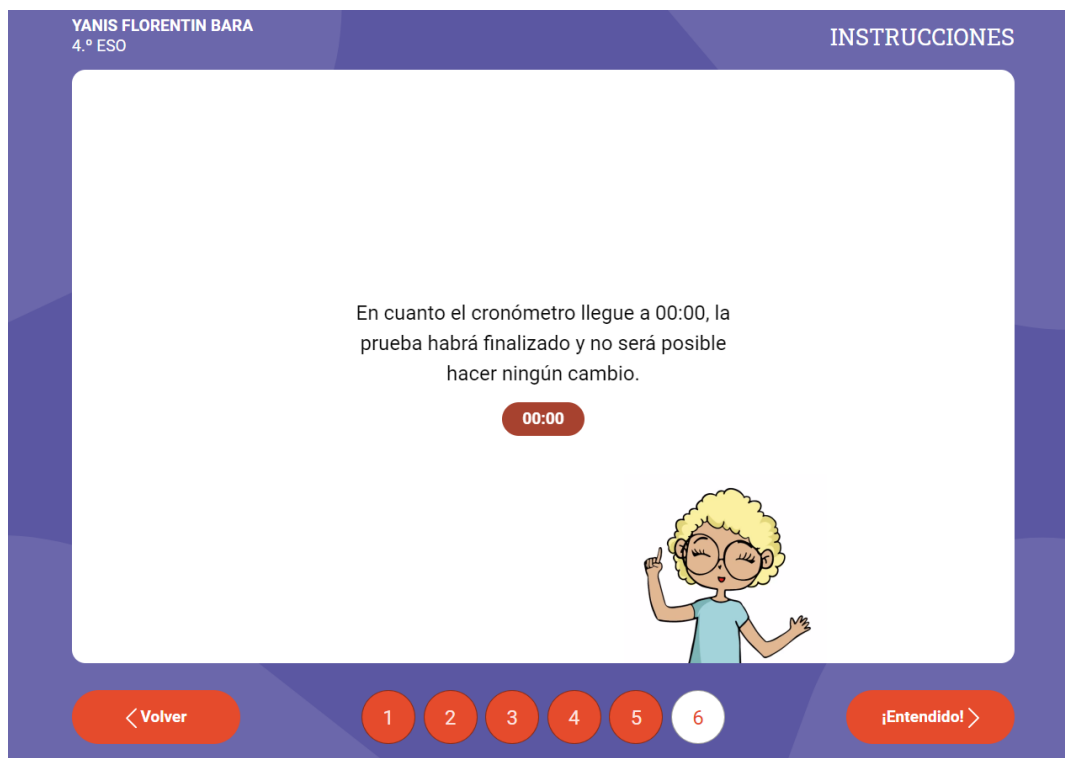 YANIS FLORENTIN BARA
4.º ESO
INSTRUCCIONES
En cuanto el cronómetro llegue a 00:00, la
prueba habrá finalizado y no será posible
hacer ningún cambio.
00:00
Volver
1
2
3
4
5
6
¡Entendido!